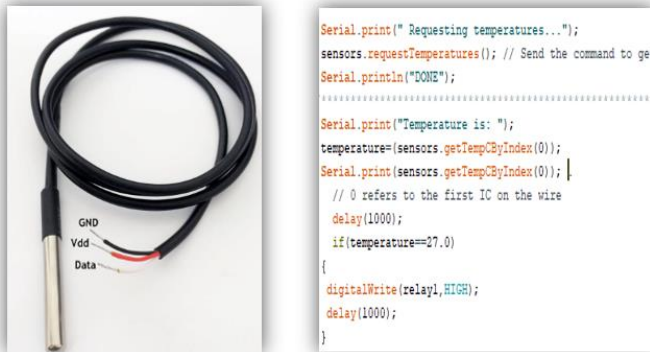 GND
Vdd
Data
Serial.print(" Requesting temperatures...");
sensors.requestTemperatures(); // Send the command to ge
Serial.println("DONE");
Serial.print("Temperature is: ");
temperature=(sensors.getTempCByIndex(0));
Serial.print(sensors.getTempCByIndex(0));
// 0 refers to the first IC on the wire
delay(1000);
if(temperature==27.0)
{
digitalWrite(relay1,HIGH);
delay(1000);
}